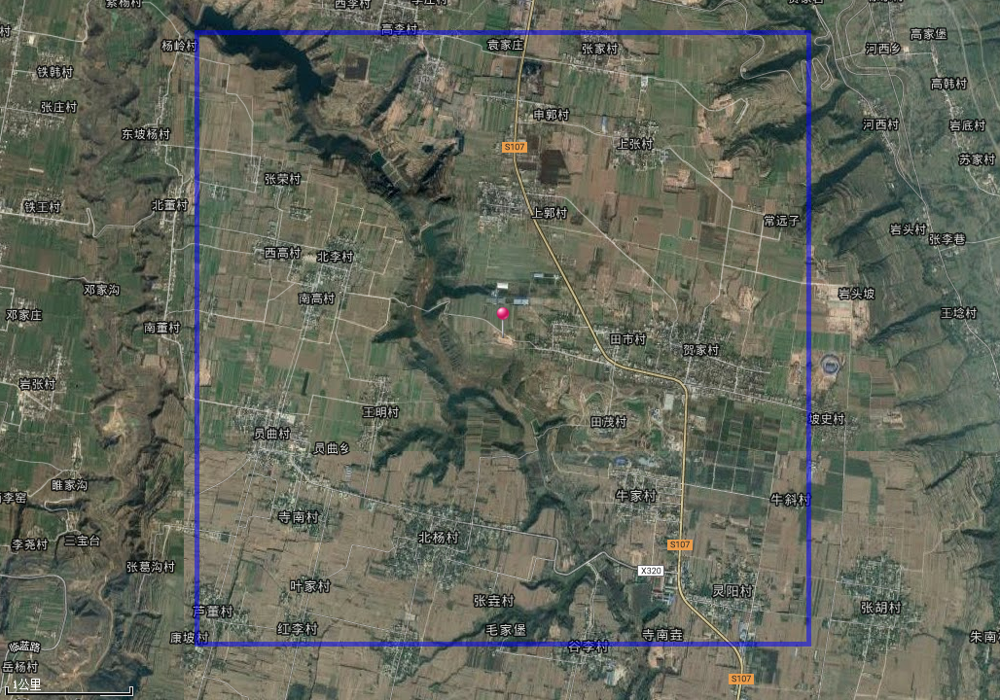 西李村
高李村
杨岭村
袁家庄
张家村
高家堡
河西乡
铁韩村
高韩村
张庄村
申郭村
河西村
岩底村
东坡杨村
S107
上张村
苏家村
张荣村
铁王村
北董村
上郭村
常远子
岩头村
张李巷
西高村
北李村
邓家沟
南高村
岩头坡
邓家庄
南董村
田市村
王埝村
贺家村
岩张村
王明村
田茂村
坡史村
员曲村
员曲乡
睢家沟
牛家村
牛斜村
寺南村
北杨村
李尧村
三宝台
S107
张葛沟村
X320
叶家村
灵阳村
张垚村
张胡村
芦董村
红李村
毛家堡
寺南垚
康坡村
谷李村
临蓝路
岳杨村
1公里
S107